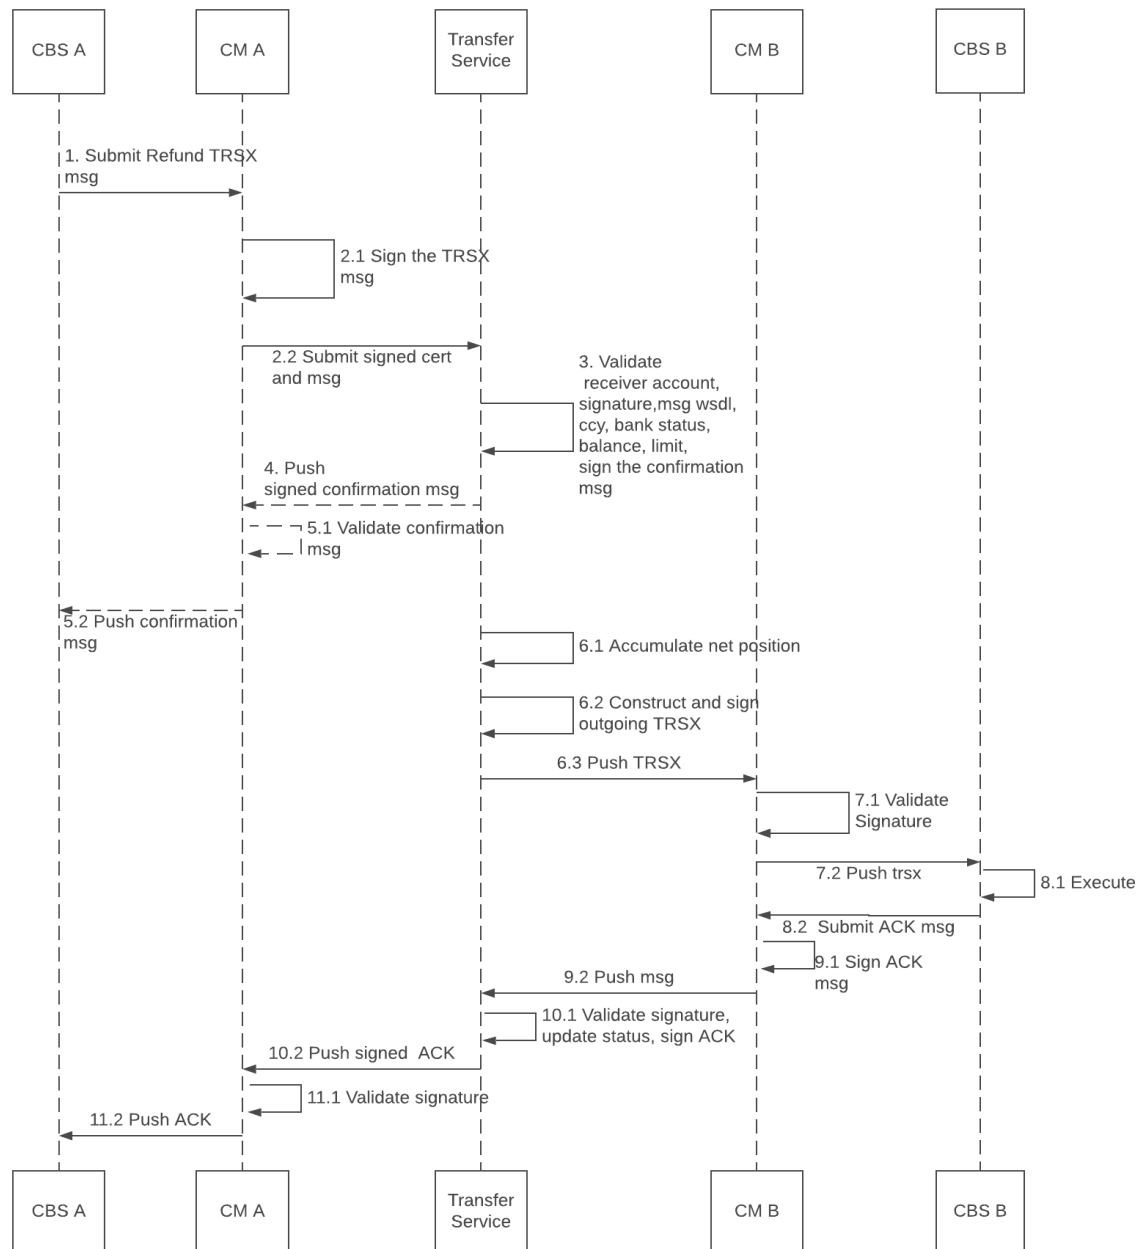 CBS A
CM A
Transfer
Service
CM B
CBS B
1. Submit Refund TRSX
msg
2.1 Sign the TRSX
msg
2.2 Submit signed cert
and msg
3. Validate
receiver account,
signature,msg wsdl,
ccy, bank status,
balance, limit,
sign the confirmation
msg
4. Push
signed confirmation msg
5.1 Validate confirmation
msg
5.2 Push confirmation
msg
6.1 Accumulate net position
6.2 Construct and sign
outgoing TRSX
6.3 Push TRSX
7.1 Validate
Signature
7.2 Push trsx
8.1 Execute
8.2  Submit ACK msg
9.1 Sign ACK
msg
9.2 Push msg
10.1 Validate signature,
update status, sign ACK
10.2 Push signed  ACK
11.1 Validate signature
11.2 Push ACK
CBS A
CM A
Transfer
Service
CM B
CBS B